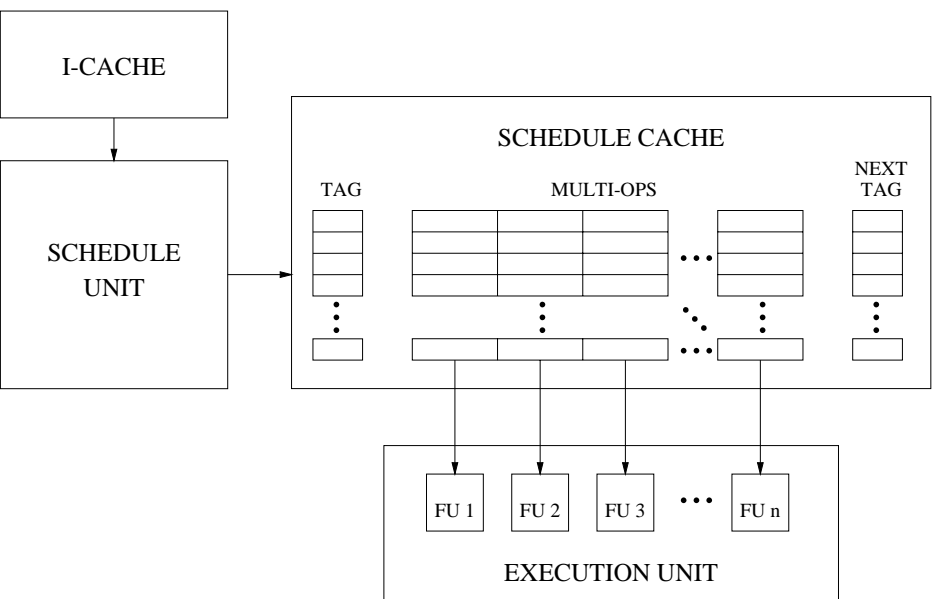 I-CACHE
SCHEDULE CACHE
TAG
MULTI-OPS
NEXT
TAG
SCHEDULE
UNIT
FU 1
FU 2
FU 3
FU n
EXECUTION UNIT